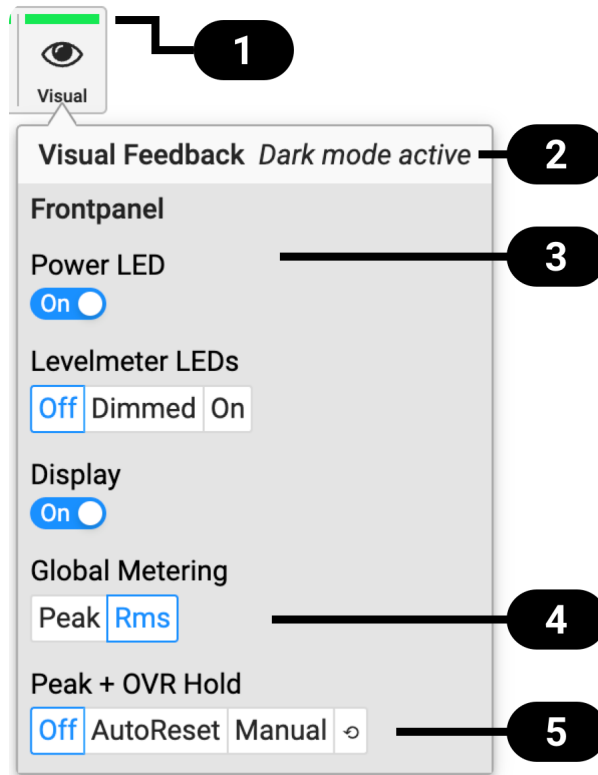 1
Visual
Visual Feedback Dark mode active
2
Frontpanel
3
Power LED
On
Levelmeter LEDs
Off Dimmed On
Display
On
Global Metering
Peak Rms
4
Peak + OVR Hold
Off AutoReset Manual ⟲
5